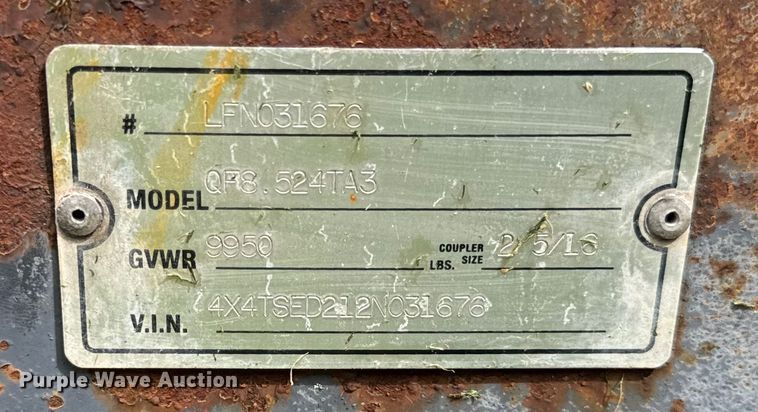 # LFN031676
MODEL QF8.524TA3
GVWR 9950 LBS. COUPLER SIZE 2 5/16
V.I.N. 4X4TSED212N031676
Purple Wave Auction